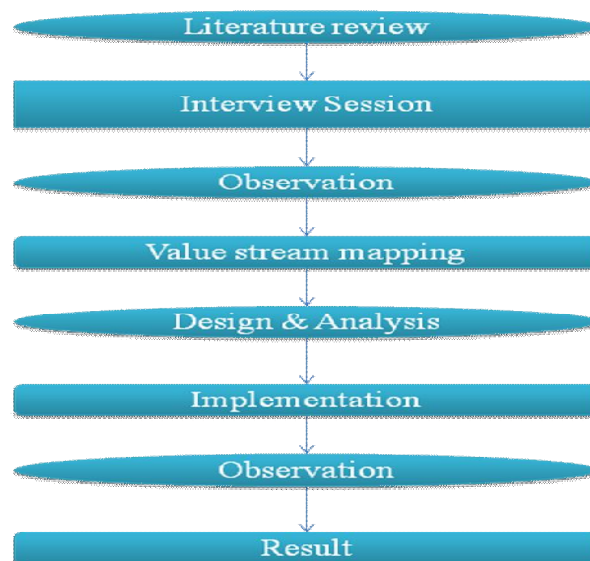 Literature review
Interview Session
Observation
Value stream mapping
Design & Analysis
Implementation
Observation
Result